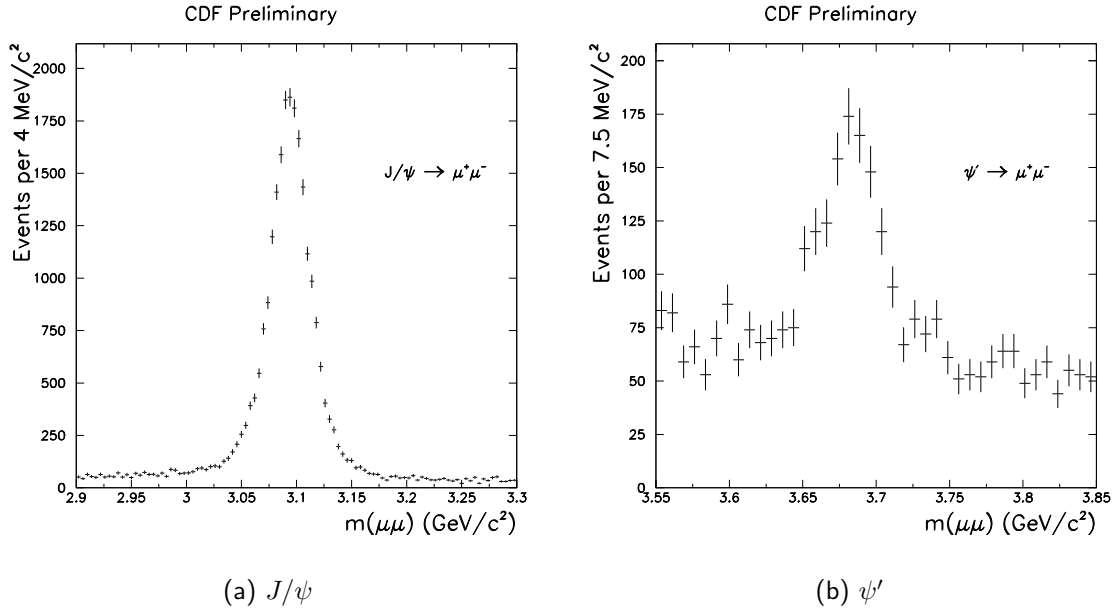 CDF Preliminary
Events per 4 MeV/c²
2000
1750
1500
1250
1000
750
500
250
0
J/ψ → μ⁺μ⁻
2.9 2.95 3 3.05 3.1 3.15 3.2 3.25 3.3
m(μμ) (GeV/c²)
(a) J/ψ
CDF Preliminary
Events per 7.5 MeV/c²
200
175
150
125
100
75
50
25
0
ψ' → μ⁺μ⁻
3.55 3.6 3.65 3.7 3.75 3.8 3.85
m(μμ) (GeV/c²)
(b) ψ′